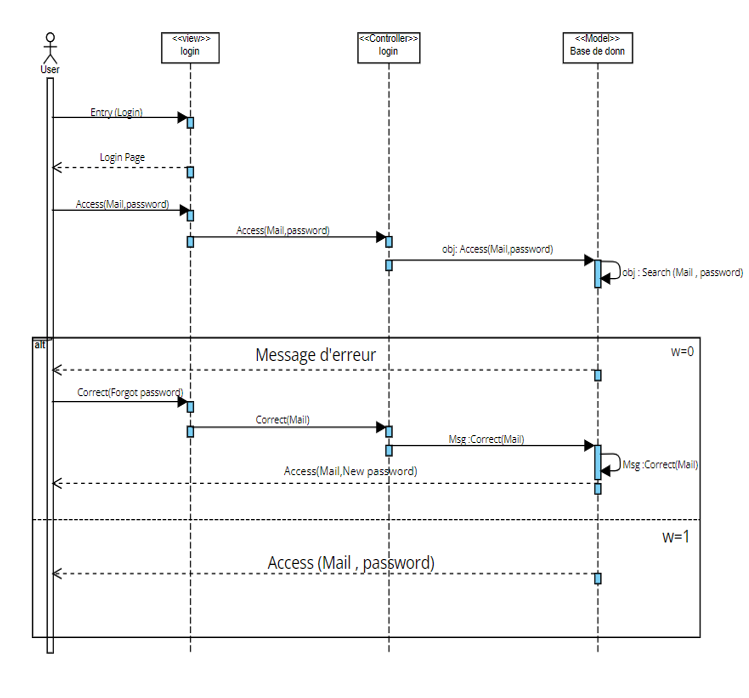 <<view>>
login
<<Controller>>
login
<<Model>>
Base de donn
User
Entry (Login)
Login Page
Access(Mail,password)
Access(Mail,password)
obj: Access(Mail,password)
obj : Search (Mail , password)
alt
Message d'erreur
w=0
Correct(Forgot password)
Correct(Mail)
Msg :Correct(Mail)
Msg :Correct(Mail)
Access(Mail,New password)
w=1
Access (Mail , password)